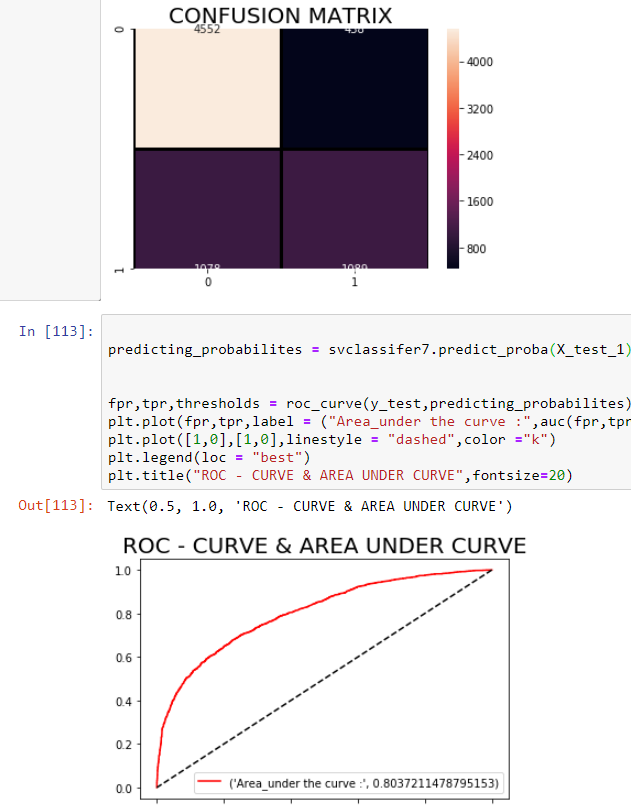 CONFUSION MATRIX
0
4552
438
4000
3200
2400
1600
800
1
1078
1089
0
1
In [113]:
predicting_probabilites = svclassifer7.predict_proba(X_test_1)
fpr,tpr,thresholds = roc_curve(y_test,predicting_probabilites)
plt.plot(fpr,tpr,label = ("Area_under the curve :",auc(fpr,tpr
plt.plot([1,0],[1,0],linestyle = "dashed",color ="k")
plt.legend(loc = "best")
plt.title("ROC - CURVE & AREA UNDER CURVE",fontsize=20)
Out[113]: Text(0.5, 1.0, 'ROC - CURVE & AREA UNDER CURVE')
ROC - CURVE & AREA UNDER CURVE
1.0
0.8
0.6
0.4
0.2
0.0
('Area_under the curve :', 0.8037211478795153)